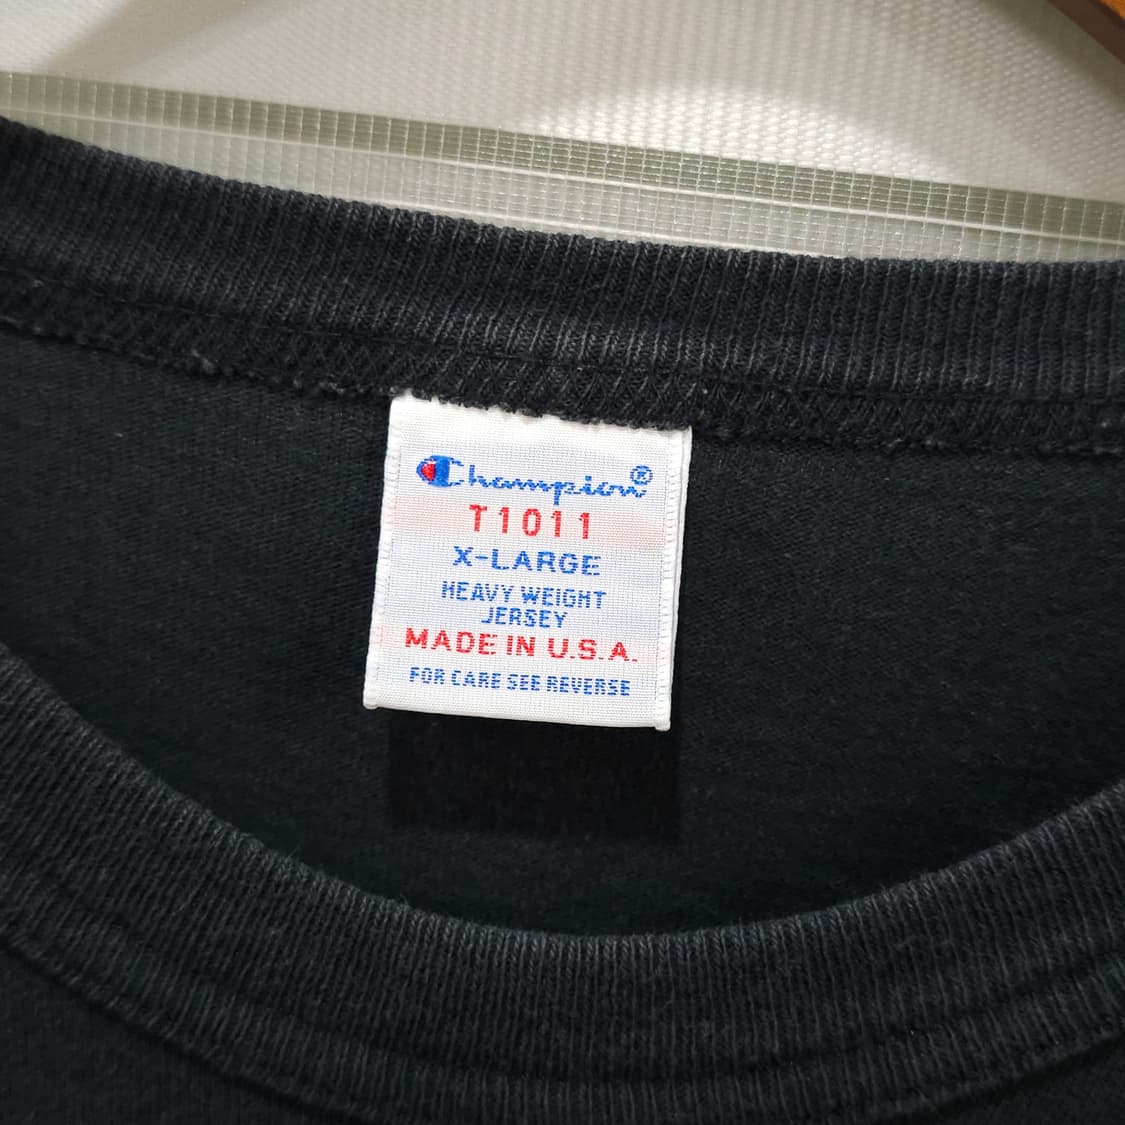 Champion®
T1011
X-LARGE
HEAVY WEIGHT
JERSEY
MADE IN U.S.A.
FOR CARE SEE REVERSE